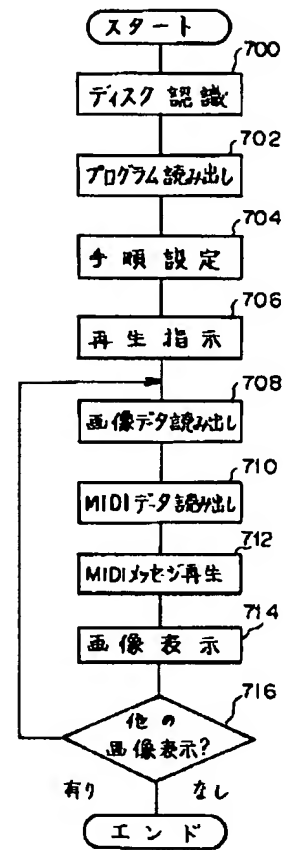 スタート
700
ディスク認識
702
プログラム読み出し
704
手順設定
706
再生指示
708
画像データ読み出し
710
MIDIデータ読み出し
712
MIDIメッセージ再生
714
画像表示
716
他の
画像表示?
有り なし
エンド